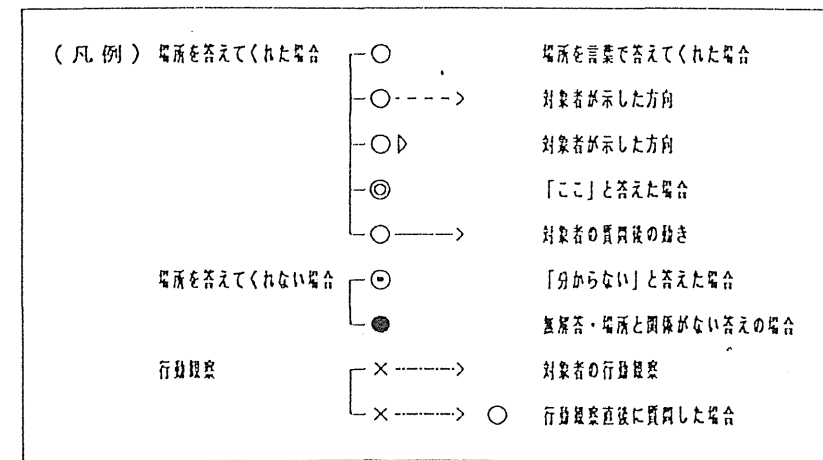 （凡例）場所を答えてくれた場合 ○ 場所を言葉で答えてくれた場合
○----> 対象者が示した方向
○▷ 対象者が示した方向
◎ 「ここ」と答えた場合
○———> 対象者の質問後の動き
場所を答えてくれない場合 ⊙ 「分からない」と答えた場合
● 無解答・場所と関係がない答えの場合
行動観察 ×------> 対象者の行動観察
×------> ○ 行動観察直後に質問した場合